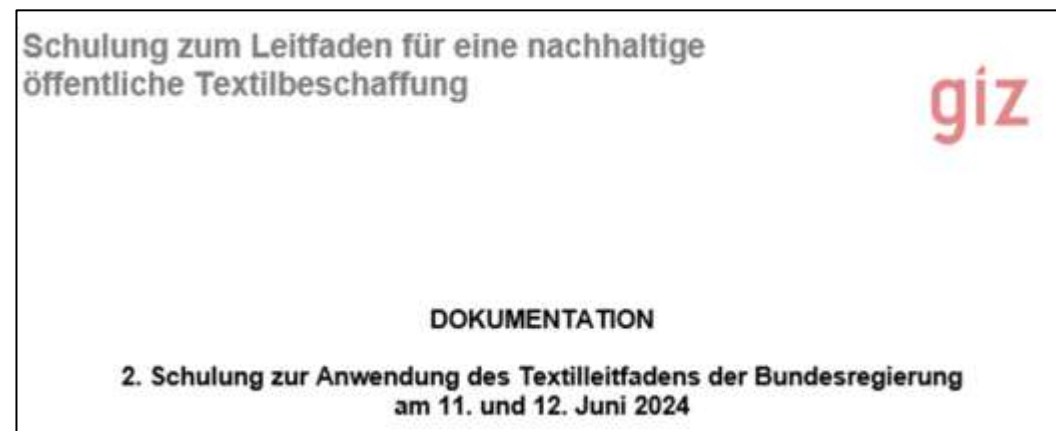 Schulung zum Leitfaden für eine nachhaltige
öffentliche Textilbeschaffung
giz
DOKUMENTATION
2. Schulung zur Anwendung des Textilleitfadens der Bundesregierung
am 11. und 12. Juni 2024